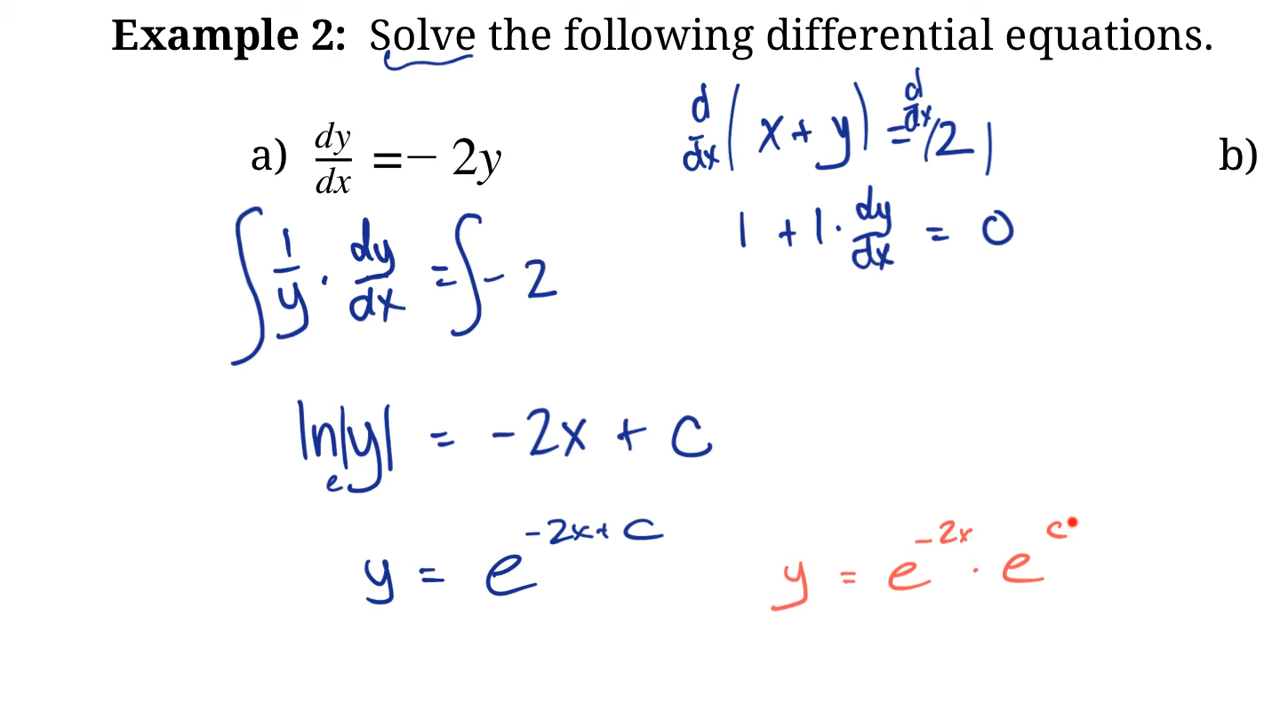 Example 2: Solve the following differential equations.
a) dy/dx = − 2y
d/dx (x + y) = d/dx (2)
b)
1 + 1 · dy/dx = 0
∫ 1/y · dy/dx = ∫ - 2
ln|y| = -2x + C
e
y = e^(-2x + C)
y = e^(-2x) · e^c